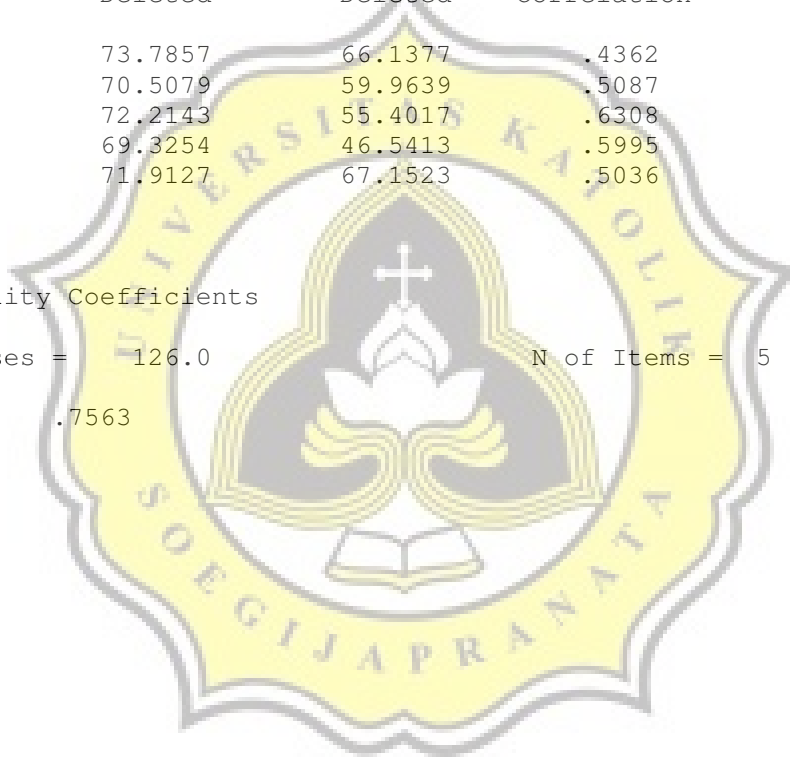 Deleted Deleted Correlation
73.7857 66.1377 .4362
70.5079 59.9639 .5087
72.2143 55.4017 .6308
69.3254 46.5413 .5995
71.9127 67.1523 .5036
lity Coefficients
ses = 126.0 N of Items = 5
.7563
UNIVERSITAS KATOLIK
SOEGIJAPRANATA